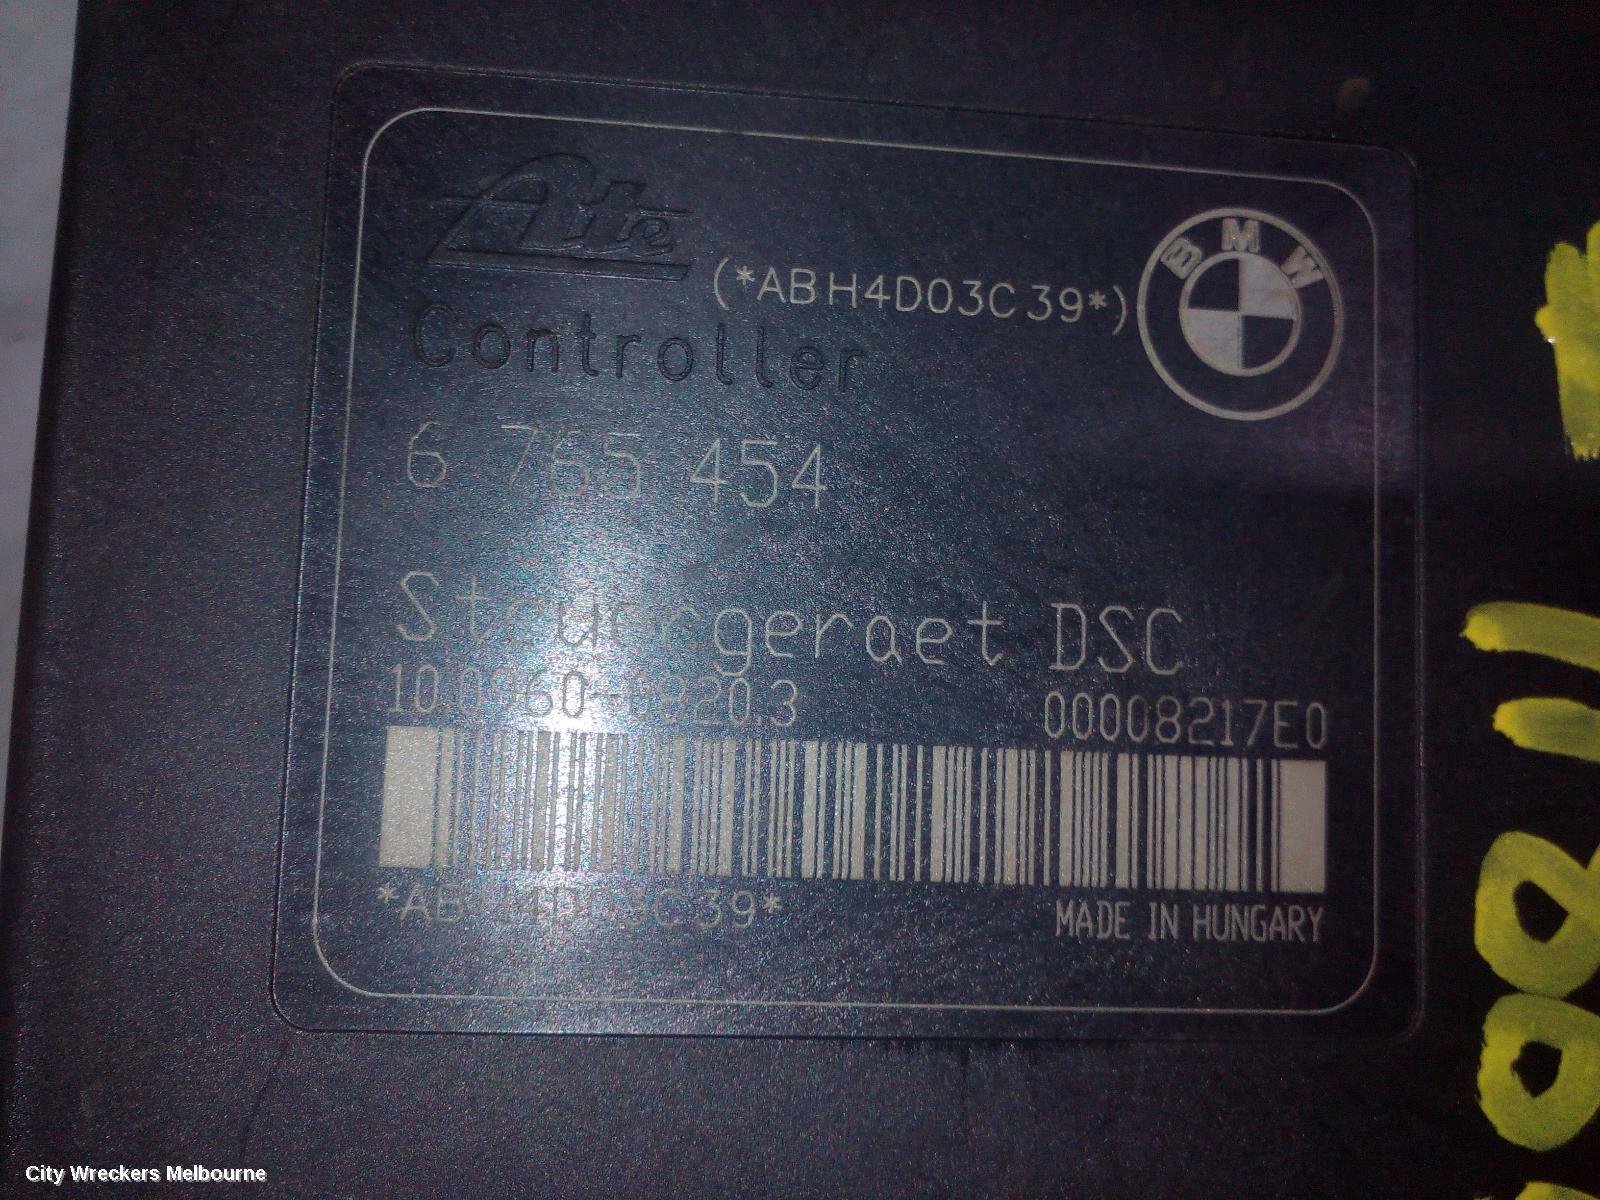 Ate
(*ABH4D03C39*)
BMW
Controller
6 765 454
Steuergeraet DSC
10.0960-0820.3 00008217E0
*ABH4D03C39*
MADE IN HUNGARY
City Wreckers Melbourne